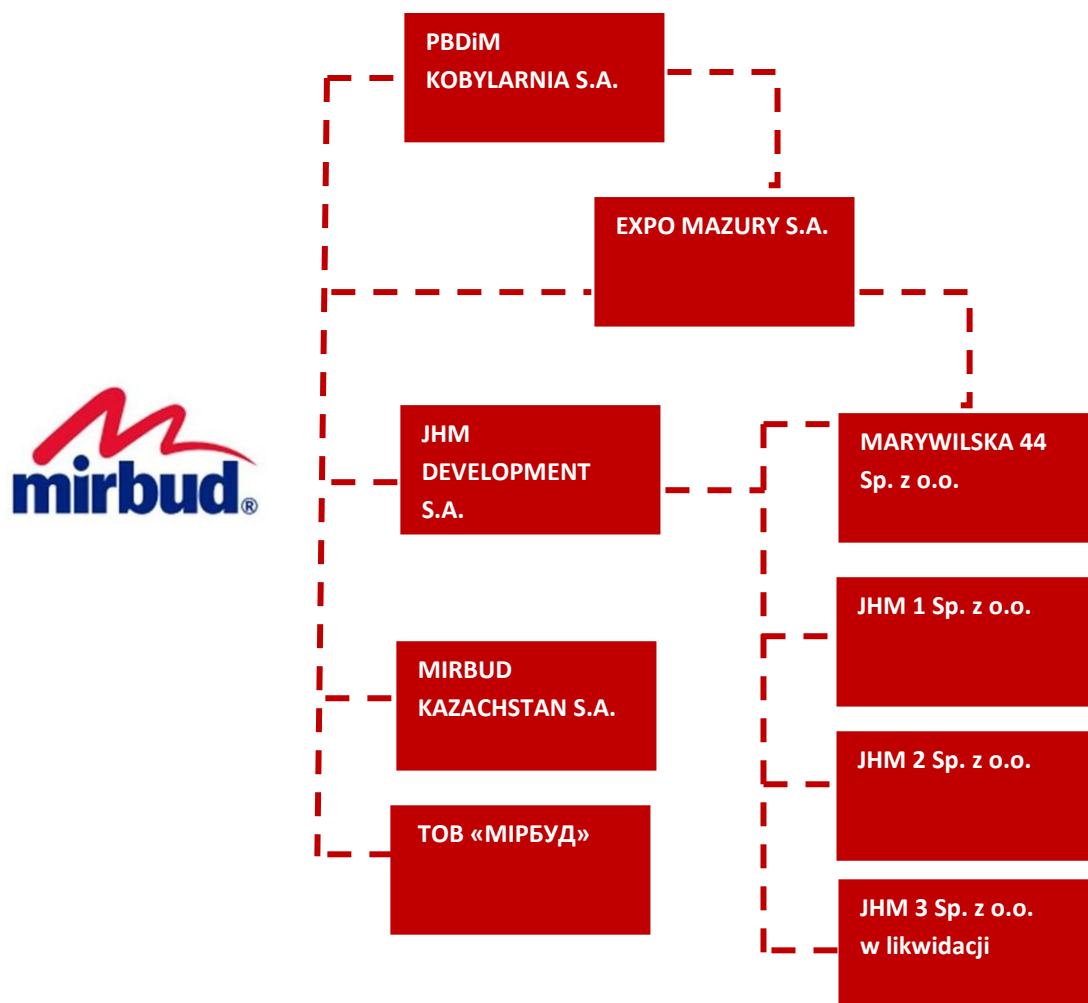 PBDiM
KOBYLARNIA S.A.
EXPO MAZURY S.A.
mirbud®
JHM
DEVELOPMENT
S.A.
MARYWILSKA 44
Sp. z o.o.
JHM 1 Sp. z o.o.
MIRBUD
KAZACHSTAN S.A.
JHM 2 Sp. z o.o.
ТОВ «МІРБУД»
JHM 3 Sp. z o.o.
w likwidacji